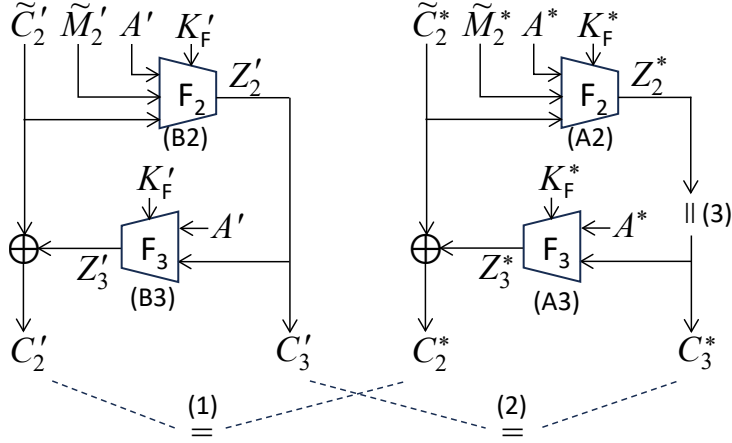 C̃₂′ M̃₂′ A′ K_F′ C̃₂* M̃₂* A* K_F*
F₂ Z₂′ F₂ Z₂*
(B2) (A2)
K_F′ K_F* = (3)
F₃ A′ F₃ A*
Z₃′ Z₃*
(B3) (A3)
C₂′ C₃′ C₂* C₃*
(1) (2)
= =